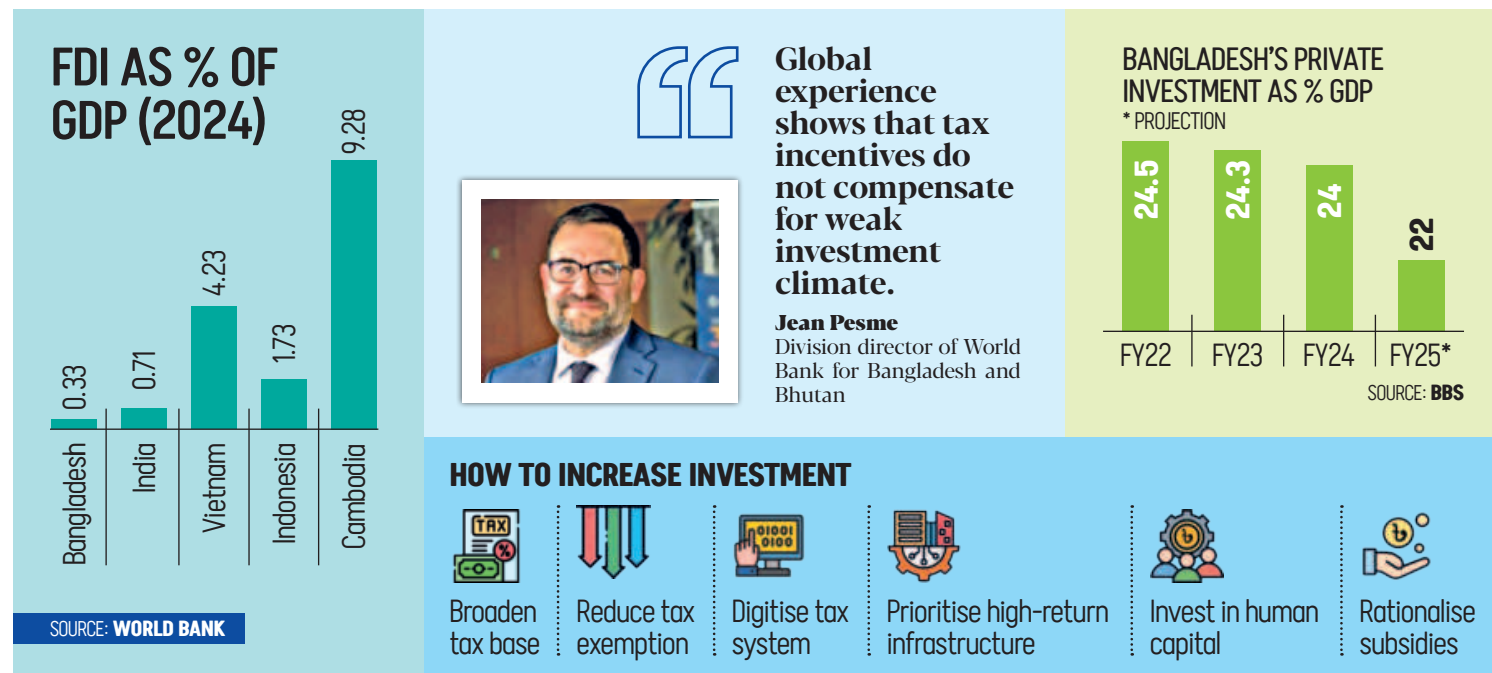 FDI AS % OF
GDP (2024)
0.33
0.71
4.23
1.73
9.28
Bangladesh
India
Vietnam
Indonesia
Cambodia
SOURCE: WORLD BANK
“
Global
experience
shows that tax
incentives do
not compensate
for weak
investment
climate.
Jean Pesme
Division director of World
Bank for Bangladesh and
Bhutan
BANGLADESH’S PRIVATE
INVESTMENT AS % GDP
* PROJECTION
24.5
24.3
24
22
FY22
FY23
FY24
FY25*
SOURCE: BBS
HOW TO INCREASE INVESTMENT
TAX
%
Broaden
tax base
Reduce tax
exemption
01001
0100
Digitise tax
system
Prioritise high-return
infrastructure
৳
Invest in human
capital
৳
Rationalise
subsidies